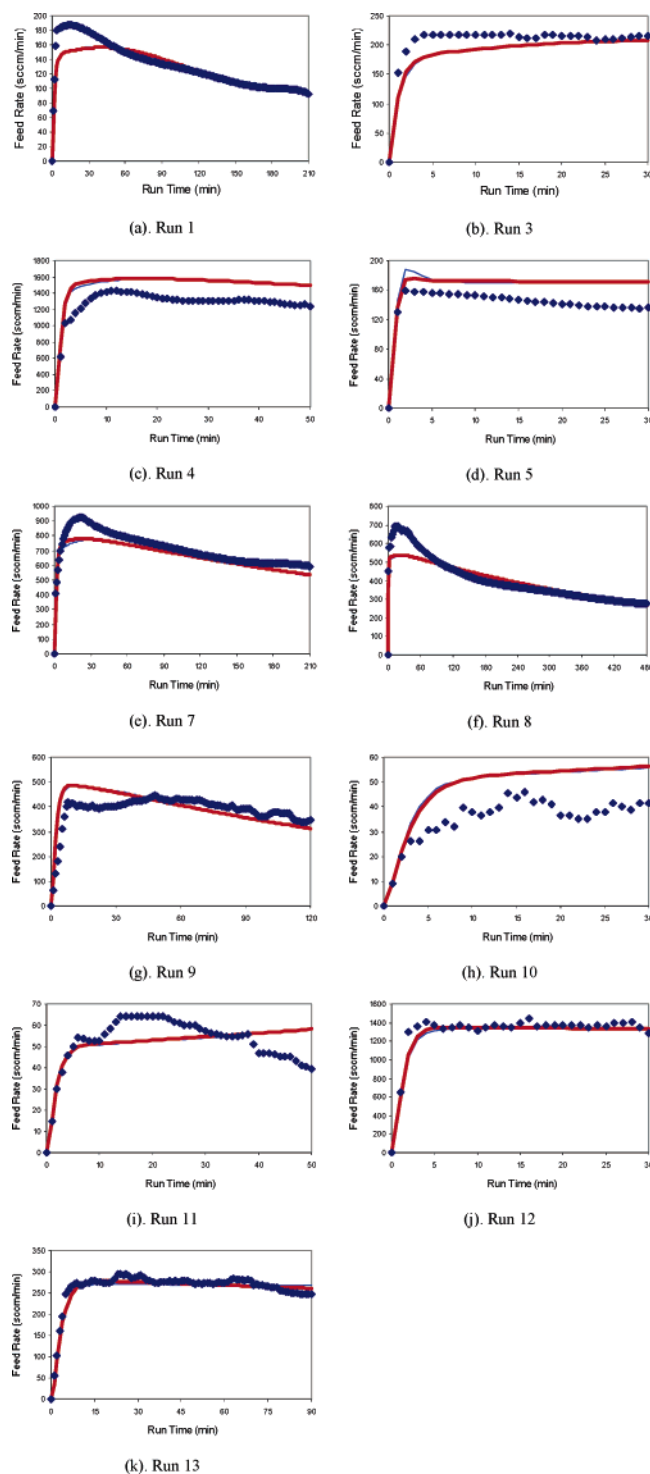 200
180
160
140
120
100
80
60
40
20
0
Feed Rate (sccm/min)
0 30 60 90 120 150 180 210
Run Time (min)
(a). Run 1
250
200
150
100
50
0
Feed Rate (sccm/min)
0 5 10 15 20 25 30
Run Time (min)
(b). Run 3
1800
1600
1400
1200
1000
800
600
400
200
0
Feed Rate (sccm/min)
0 10 20 30 40 50
Run Time (min)
(c). Run 4
200
160
120
80
40
0
Feed Rate (sccm/min)
0 5 10 15 20 25 30
Run Time (min)
(d). Run 5
1000
900
800
700
600
500
400
300
200
100
0
Feed Rate (sccm/min)
0 30 60 90 120 150 180 210
Run Time (min)
(e). Run 7
800
700
600
500
400
300
200
100
0
Feed Rate (sccm/min)
0 60 120 180 240 300 360 420 480
Run Time (min)
(f). Run 8
600
500
400
300
200
100
0
Feed Rate (sccm/min)
0 30 60 90 120
Run Time (min)
(g). Run 9
60
50
40
30
20
10
0
Feed Rate (sccm/min)
0 5 10 15 20 25 30
Run Time (min)
(h). Run 10
70
60
50
40
30
20
10
0
Feed Rate (sccm/min)
0 10 20 30 40 50
Run Time (min)
(i). Run 11
1600
1400
1200
1000
800
600
400
200
0
Feed Rate (sccm/min)
0 5 10 15 20 25 30
Run Time (min)
(j). Run 12
350
300
250
200
150
100
50
0
Feed Rate (sccm/min)
0 15 30 45 60 75 90
Run Time (min)
(k). Run 13